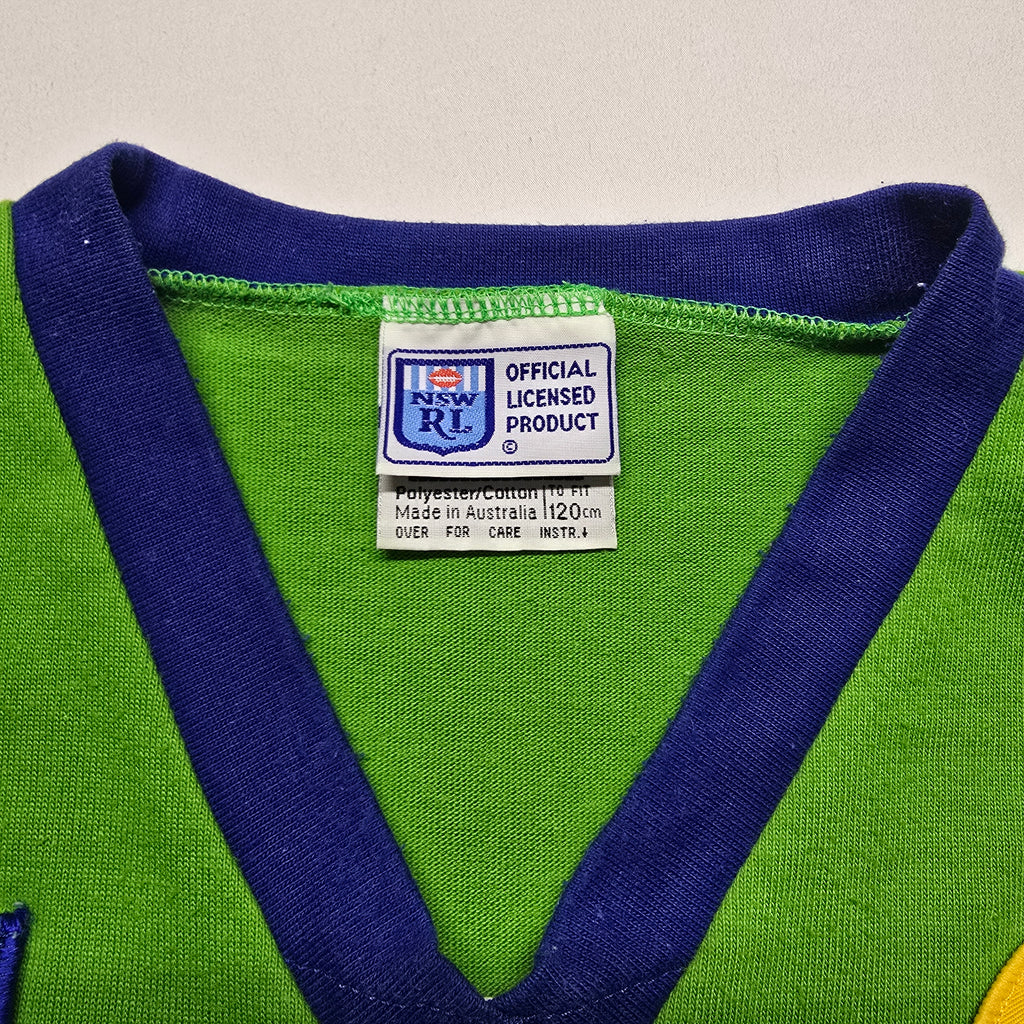 NSW
RL
OFFICIAL
LICENSED
PRODUCT
©
Polyester/Cotton TO FIT
Made in Australia 120cm
OVER FOR CARE INSTR.↓